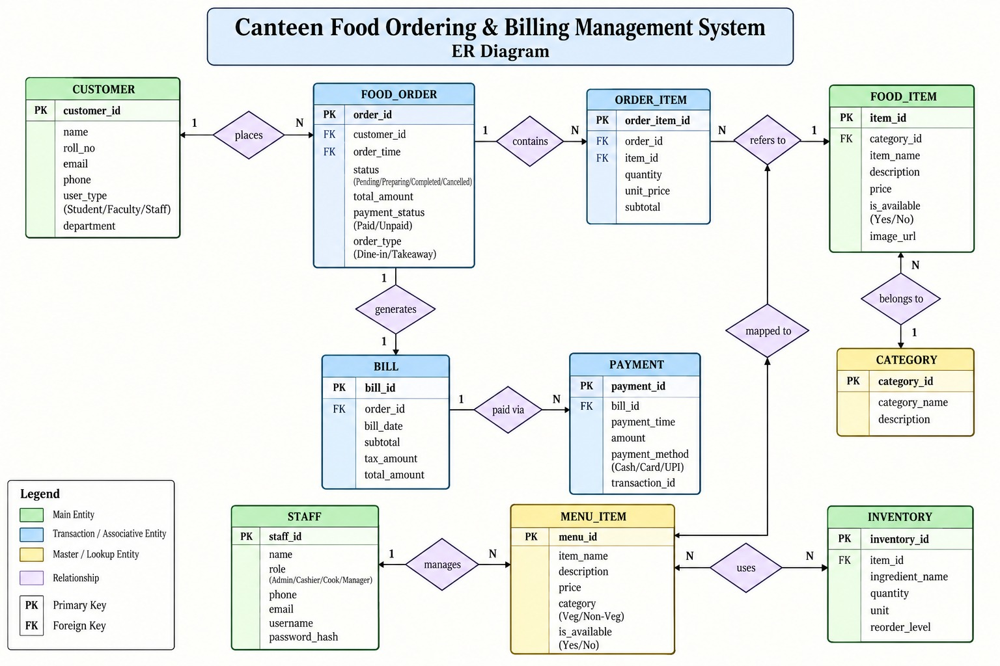 Canteen Food Ordering & Billing Management System
ER Diagram
CUSTOMER
PK customer_id
name
roll_no
email
phone
user_type
(Student/Faculty/Staff)
department
1
places
N
FOOD_ORDER
PK order_id
FK customer_id
FK order_time
status
(Pending/Preparing/Completed/Cancelled)
total_amount
payment_status
(Paid/Unpaid)
order_type
(Dine-in/Takeaway)
1
contains
N
ORDER_ITEM
PK order_item_id
FK order_id
FK item_id
quantity
unit_price
subtotal
N
refers to
1
FOOD_ITEM
PK item_id
FK category_id
item_name
description
price
is_available
(Yes/No)
image_url
1
generates
1
mapped to
N
belongs to
1
BILL
PK bill_id
FK order_id
bill_date
subtotal
tax_amount
total_amount
1
paid via
N
PAYMENT
PK payment_id
FK bill_id
payment_time
amount
payment_method
(Cash/Card/UPI)
transaction_id
CATEGORY
PK category_id
category_name
description
Legend
Main Entity
Transaction / Associative Entity
Master / Lookup Entity
Relationship
PK Primary Key
FK Foreign Key
STAFF
PK staff_id
name
role
(Admin/Cashier/Cook/Manager)
phone
email
username
password_hash
1
manages
N
MENU_ITEM
PK menu_id
item_name
description
price
category
(Veg/Non-Veg)
is_available
(Yes/No)
N
uses
N
INVENTORY
PK inventory_id
FK item_id
ingredient_name
quantity
unit
reorder_level